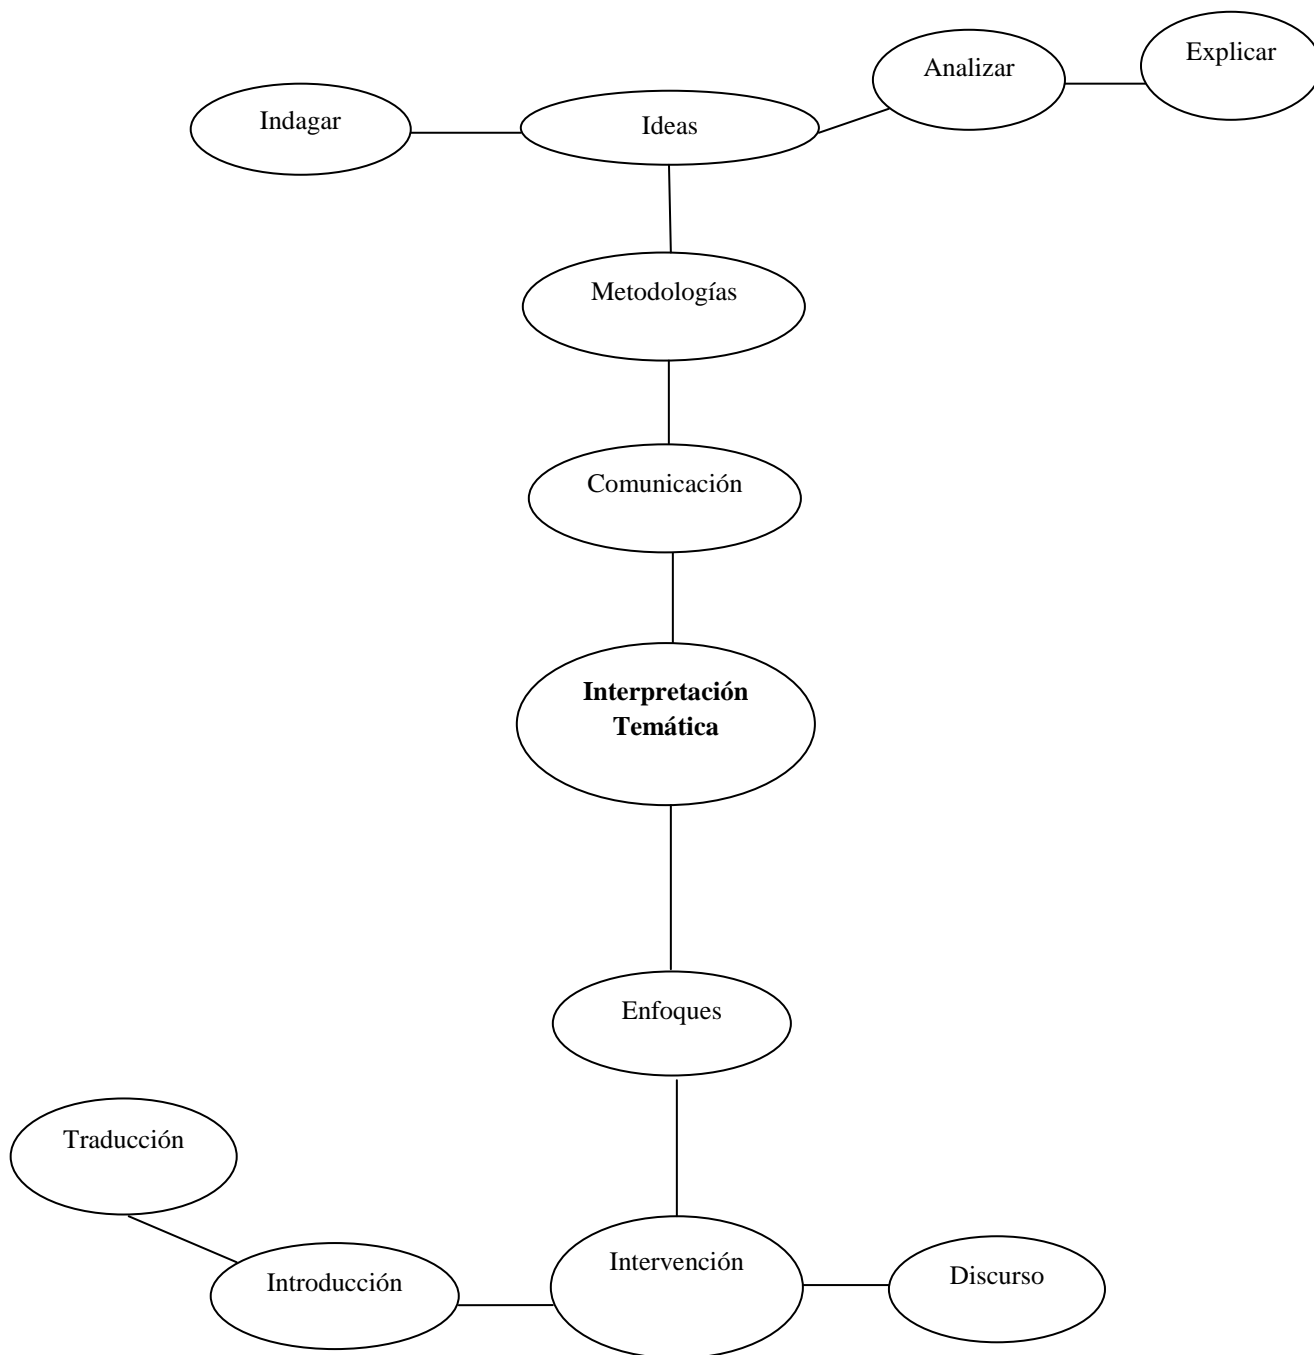 Explicar
Analizar
Indagar
Ideas
Metodologías
Comunicación
Interpretación
Temática
Enfoques
Traducción
Intervención
Discurso
Introducción